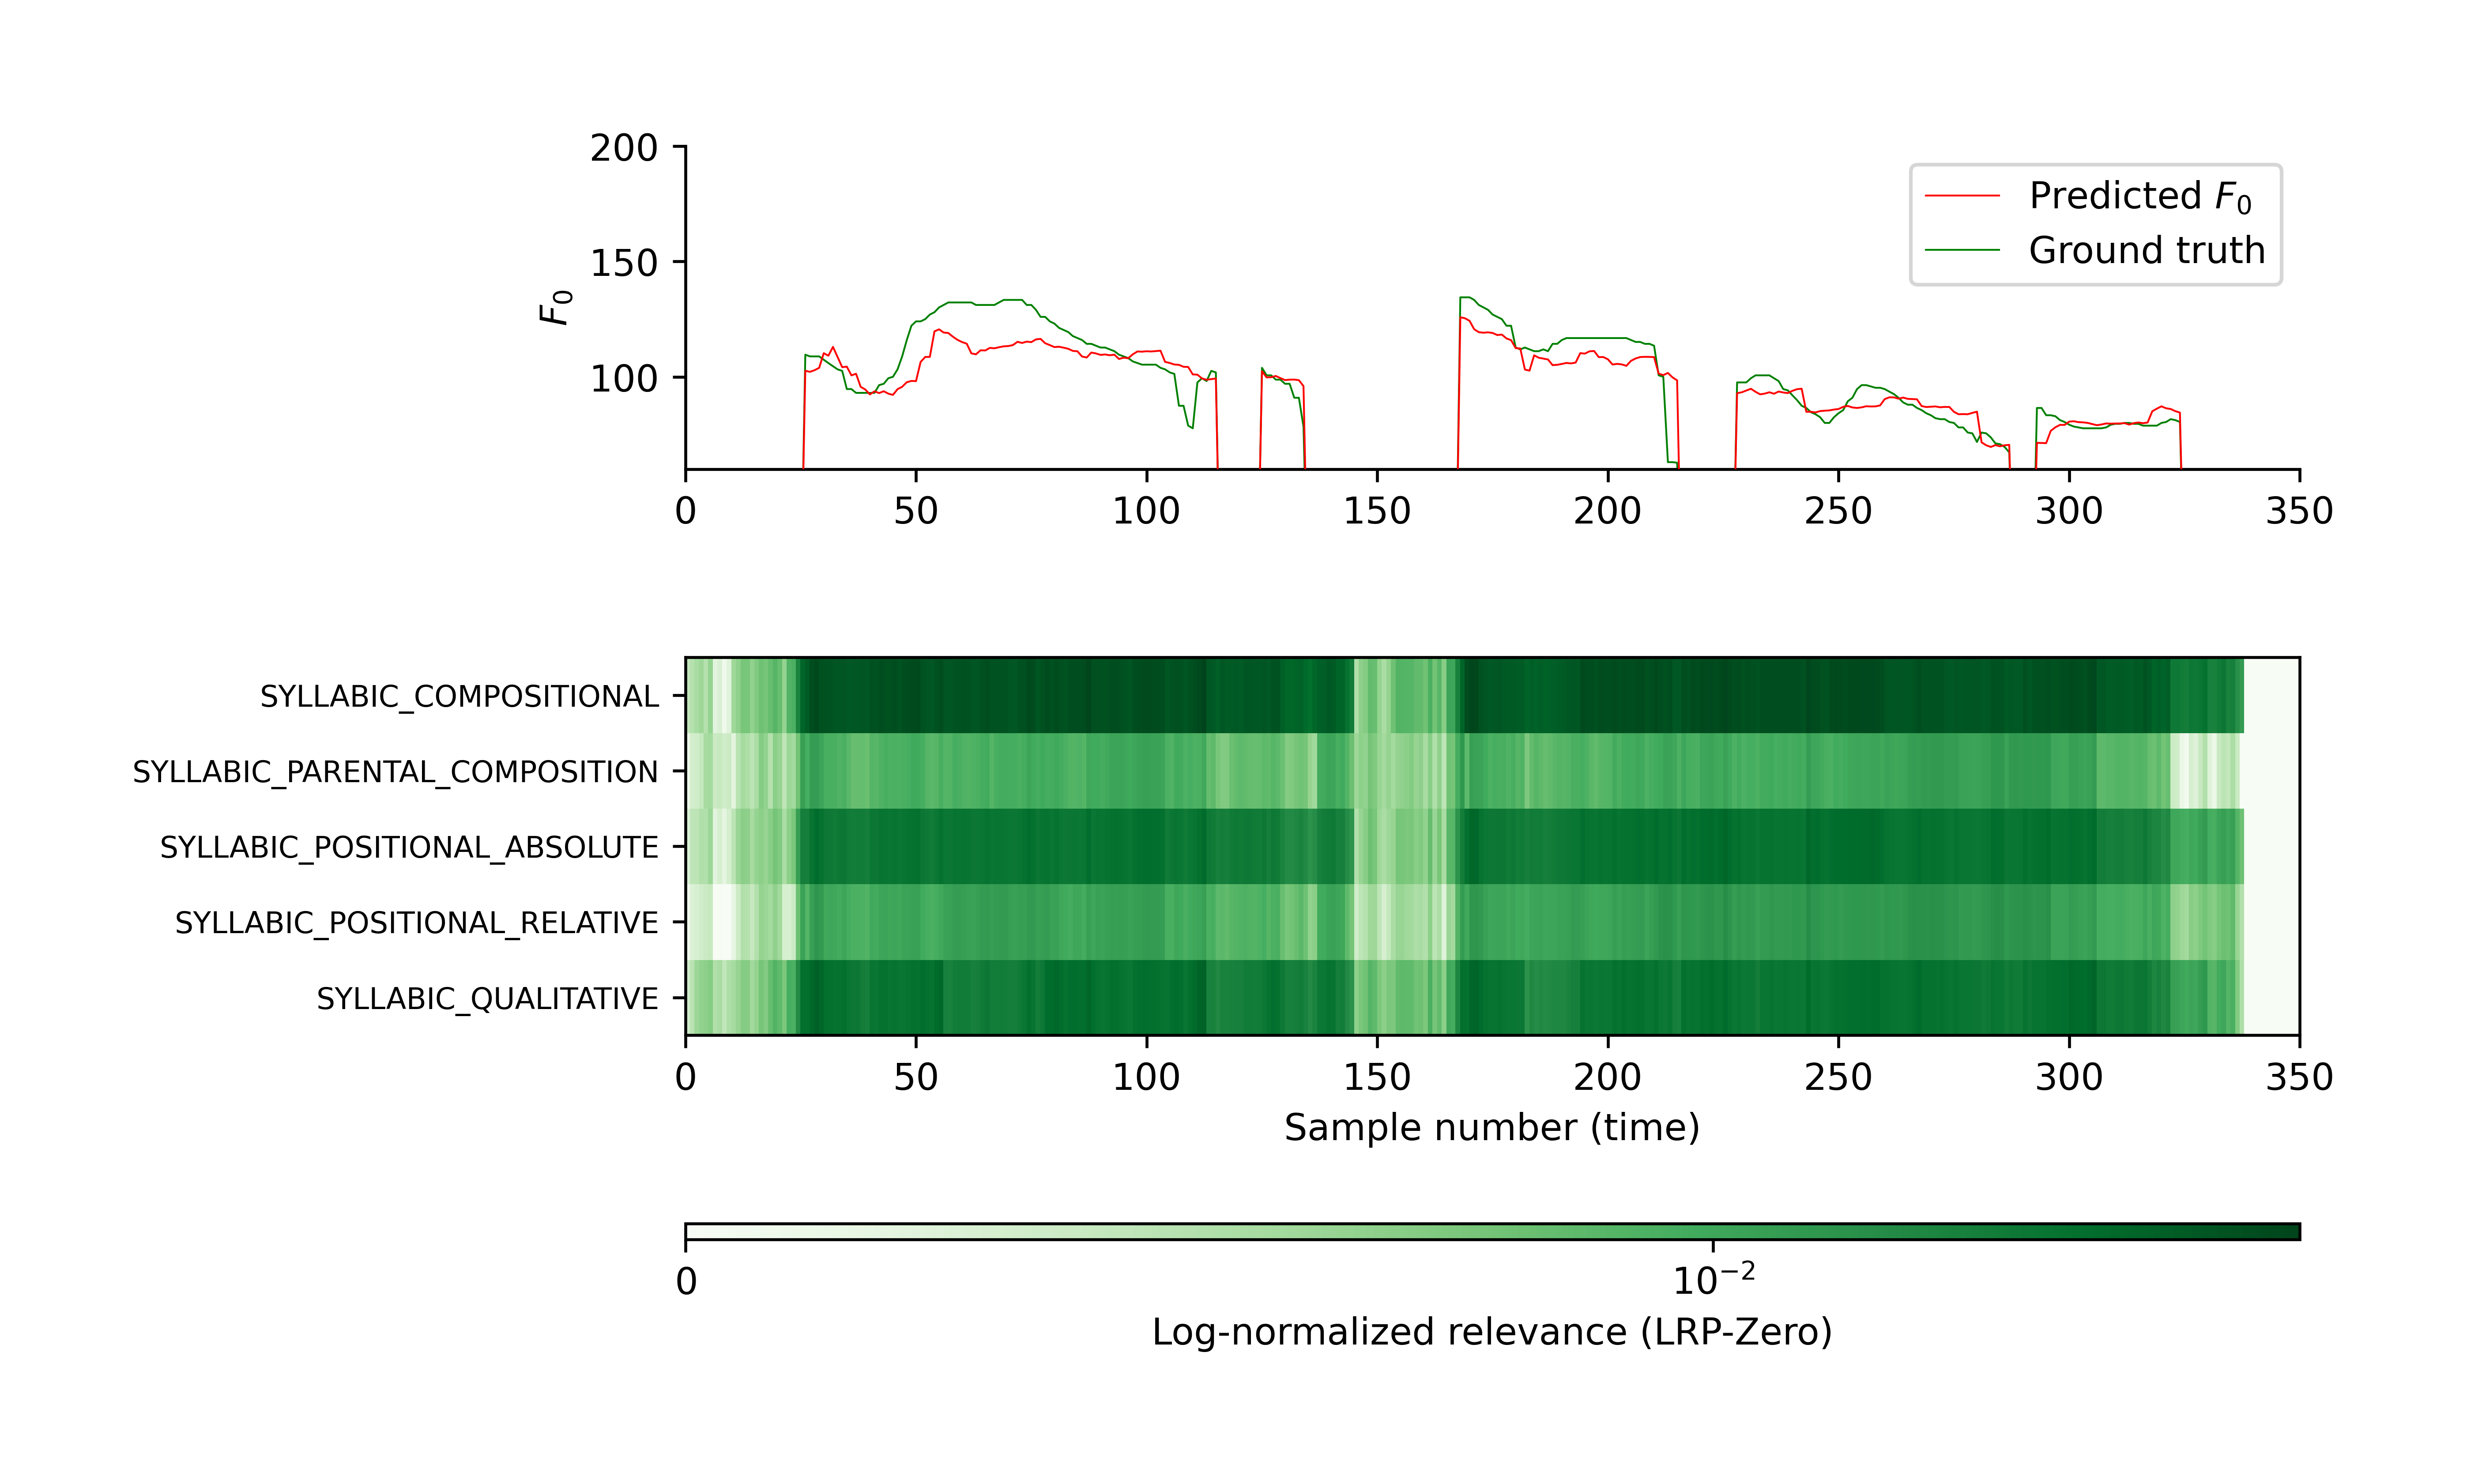 200
150
100
F0
Predicted F0
Ground truth
0 50 100 150 200 250 300 350
SYLLABIC_COMPOSITIONAL
SYLLABIC_PARENTAL_COMPOSITION
SYLLABIC_POSITIONAL_ABSOLUTE
SYLLABIC_POSITIONAL_RELATIVE
SYLLABIC_QUALITATIVE
0 50 100 150 200 250 300 350
Sample number (time)
0 10−2
Log-normalized relevance (LRP-Zero)